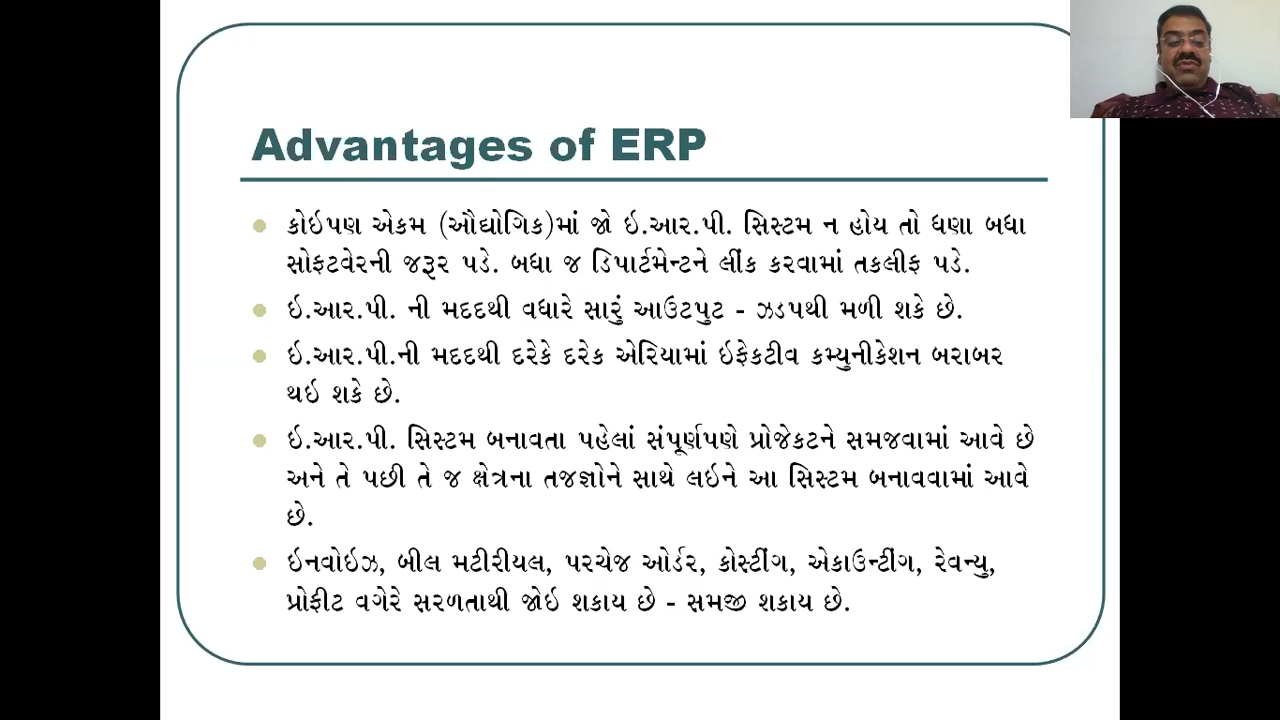 Advantages of ERP
કોઇપણ એકમ (ઔદ્યોગિક)માં જો ઇ.આર.પી. સિસ્ટમ ન હોય તો ઘણા બધા
સોફટવેરની જરૂર પડે. બધા જ ડિપાર્ટમેન્ટને લીંક કરવામાં તકલીફ પડે.
ઇ.આર.પી. ની મદદથી વધારે સારું આઉટપુટ - ઝડપથી મળી શકે છે.
ઇ.આર.પી.ની મદદથી દરેકે દરેક એરિયામાં ઇફેકટીવ કમ્યુનીકેશન બરાબર
થઇ શકે છે.
ઇ.આર.પી. સિસ્ટમ બનાવતા પહેલાં સંપૂર્ણપણે પ્રોજેકટને સમજવામાં આવે છે
અને તે પછી તે જ ક્ષેત્રના તજજ્ઞોને સાથે લઇને આ સિસ્ટમ બનાવવામાં આવે
છે.
ઇનવોઇઝ, બીલ મટીરીયલ, પરચેજ ઓર્ડર, કોસ્ટીંગ, એકાઉન્ટીંગ, રેવન્યુ,
પ્રોફીટ વગેરે સરળતાથી જોઇ શકાય છે - સમજી શકાય છે.